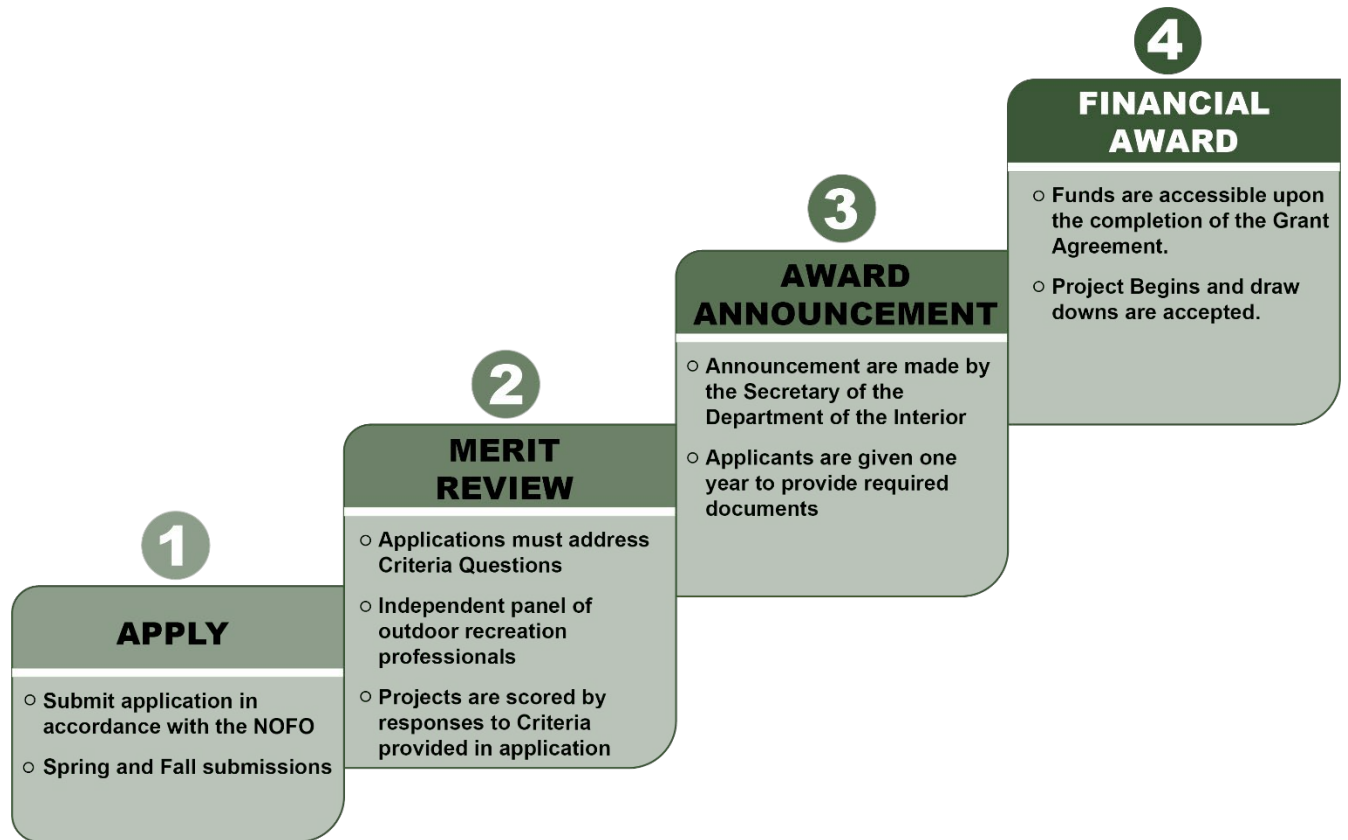 1
APPLY
○ Submit application in
accordance with the NOFO
○ Spring and Fall submissions
2
MERIT
REVIEW
○ Applications must address
Criteria Questions
○ Independent panel of
outdoor recreation
professionals
○ Projects are scored by
responses to Criteria
provided in application
3
AWARD
ANNOUNCEMENT
○ Announcement are made by
the Secretary of the
Department of the Interior
○ Applicants are given one
year to provide required
documents
4
FINANCIAL
AWARD
○ Funds are accessible upon
the completion of the Grant
Agreement.
○ Project Begins and draw
downs are accepted.